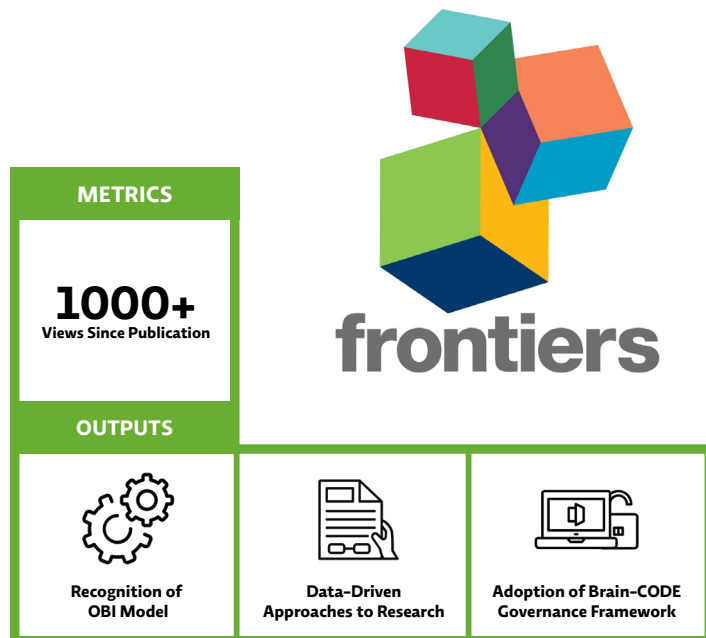 METRICS
1000+
Views Since Publication
frontiers
OUTPUTS
Recognition of
OBI Model
Data-Driven
Approaches to Research
Adoption of Brain-CODE
Governance Framework